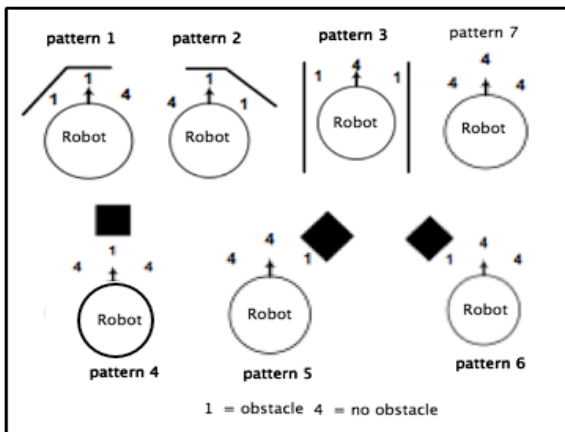 pattern 1
1
1 4
Robot
pattern 2
1
4 1
Robot
pattern 3
1 4 1
Robot
pattern 7
4
4 4
Robot
1
4 4
Robot
pattern 4
4
4 1
Robot
pattern 5
4
1 4
Robot
pattern 6
1 = obstacle 4 = no obstacle